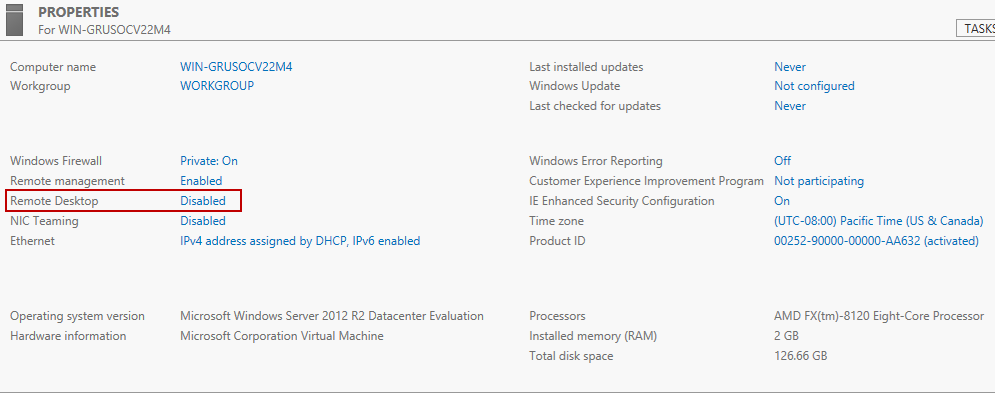 PROPERTIES
For WIN-GRUSOCV22M4
TASKS
Computer name WIN-GRUSOCV22M4 Last installed updates Never
Workgroup WORKGROUP Windows Update Not configured
Last checked for updates Never
Windows Firewall Private: On Windows Error Reporting Off
Remote management Enabled Customer Experience Improvement Program Not participating
Remote Desktop Disabled IE Enhanced Security Configuration On
NIC Teaming Disabled Time zone (UTC-08:00) Pacific Time (US & Canada)
Ethernet IPv4 address assigned by DHCP, IPv6 enabled Product ID 00252-90000-00000-AA632 (activated)
Operating system version Microsoft Windows Server 2012 R2 Datacenter Evaluation Processors AMD FX(tm)-8120 Eight-Core Processor
Hardware information Microsoft Corporation Virtual Machine Installed memory (RAM) 2 GB
Total disk space 126.66 GB